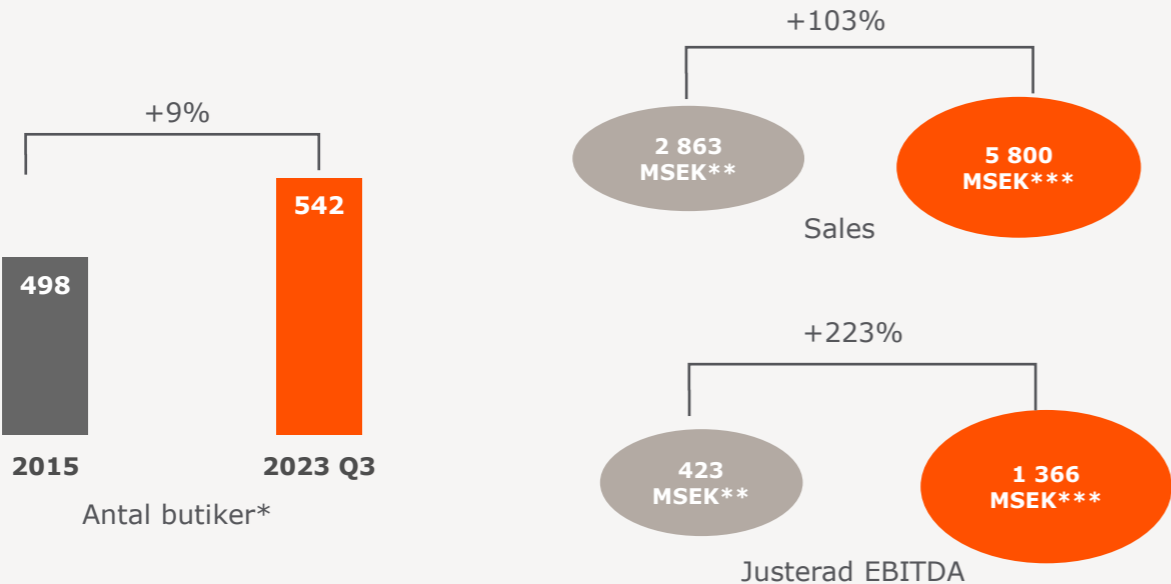 +9%
498
542
2015
2023 Q3
Antal butiker*
+103%
2 863
MSEK**
5 800
MSEK***
Sales
+223%
423
MSEK**
1 366
MSEK***
Justerad EBITDA